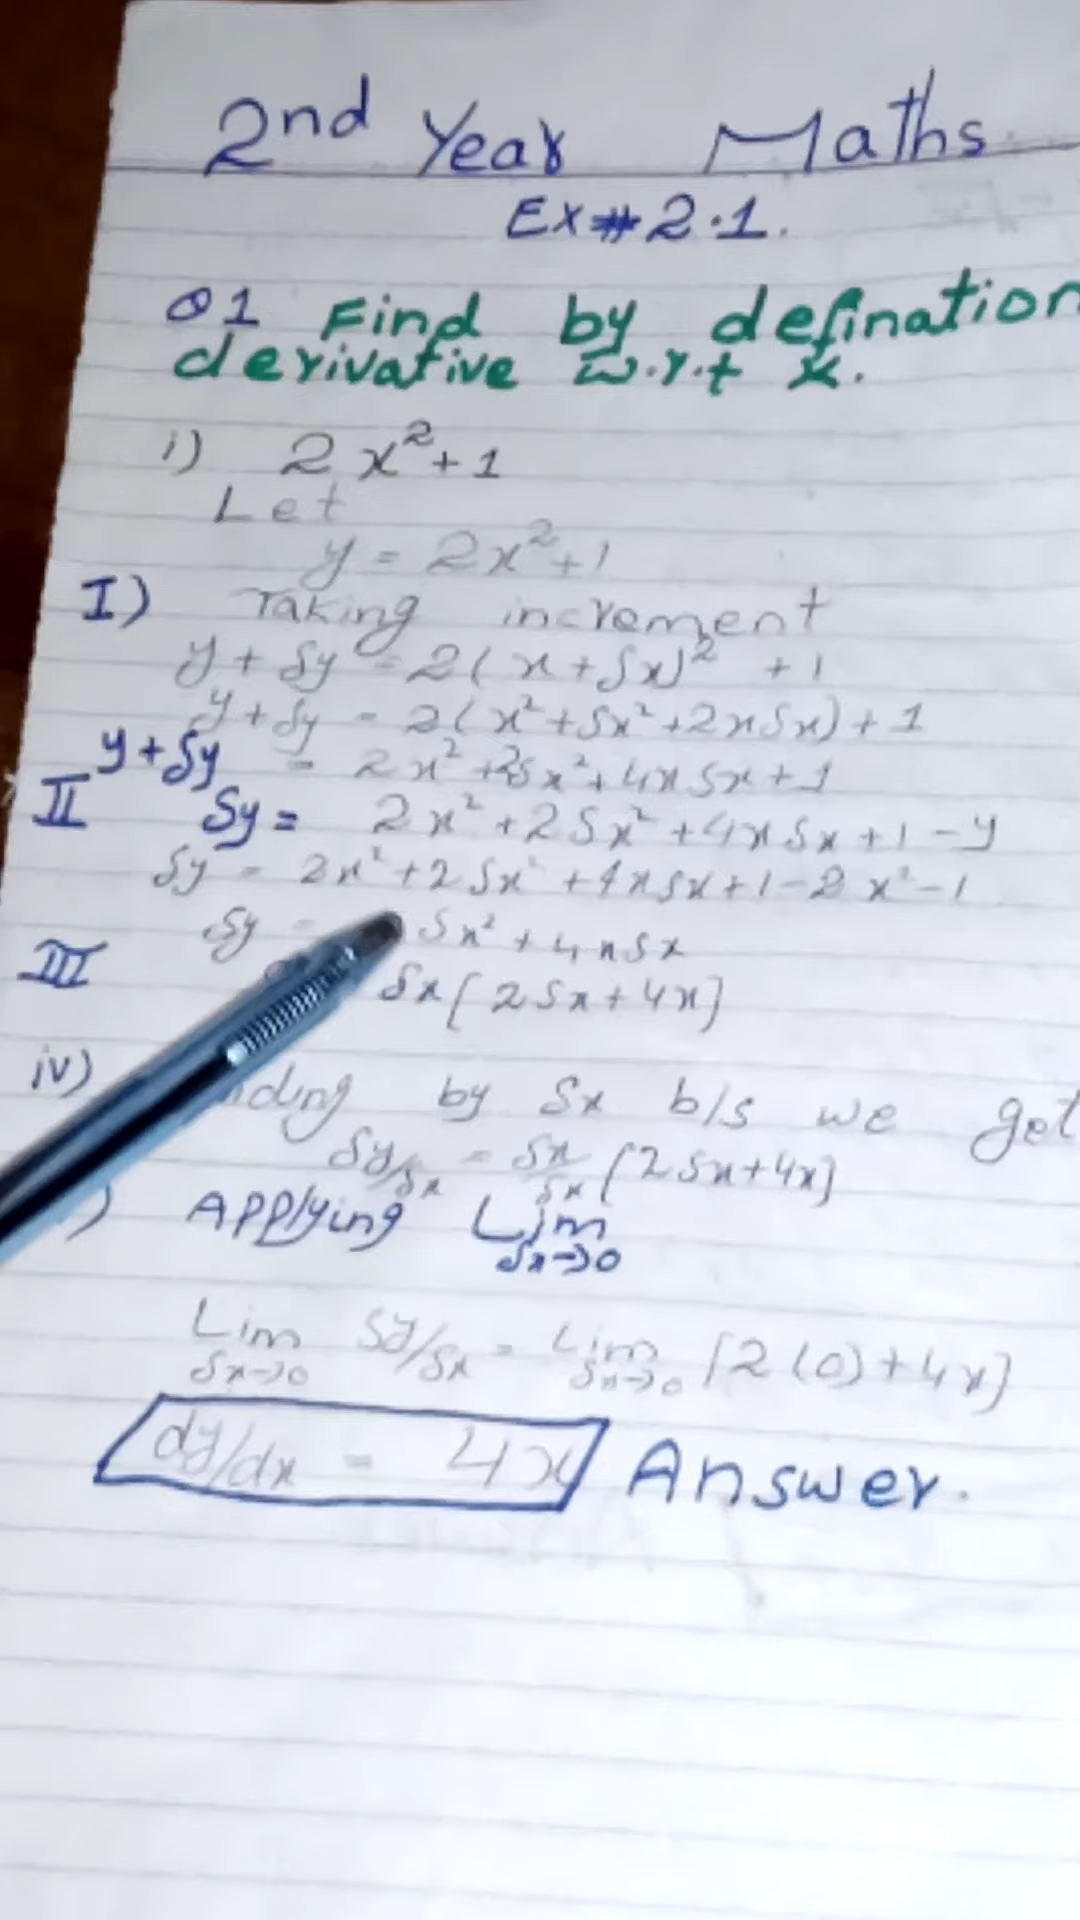 2nd Year Maths
Ex# 2.1.
Q1 Find by defination
derivative w.r.t x.
i) 2x²+1
Let
y = 2x²+1
I) Taking increment
y + δy = 2(x+δx)² + 1
y + δy = 2(x²+δx²+2xδx)+1
y+δy = 2x²+2δx²+4xδx+1
II δy = 2x²+2δx²+4xδx+1-y
δy = 2x²+2δx²+4xδx+1-2x²-1
δy = δx²+4xδx
III δx[2δx+4x]
iv) by δx b/s we get
δy/δx = δx/δx [2δx+4x]
) Applying Lim δx→0
Lim δx→0 δy/δx = Lim δx→0 [2(0)+4x]
dy/dx = 4x Answer.